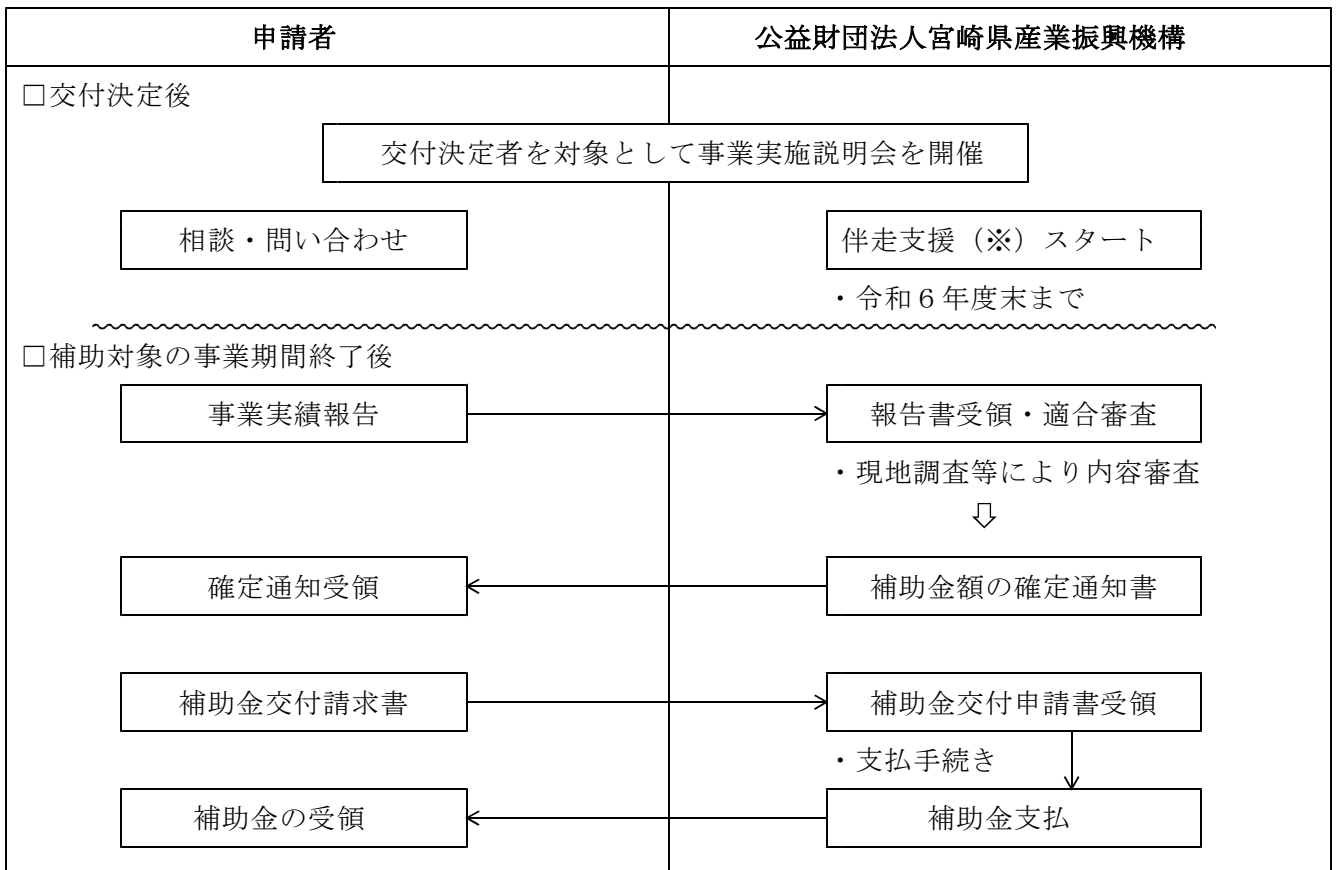 申請者
公益財団法人宮崎県産業振興機構
□交付決定後
交付決定者を対象として事業実施説明会を開催
相談・問い合わせ
伴走支援（※）スタート
・令和６年度末まで
□補助対象の事業期間終了後
事業実績報告
報告書受領・適合審査
・現地調査等により内容審査
⇩
確定通知受領
補助金額の確定通知書
補助金交付請求書
補助金交付申請書受領
・支払手続き
補助金の受領
補助金支払